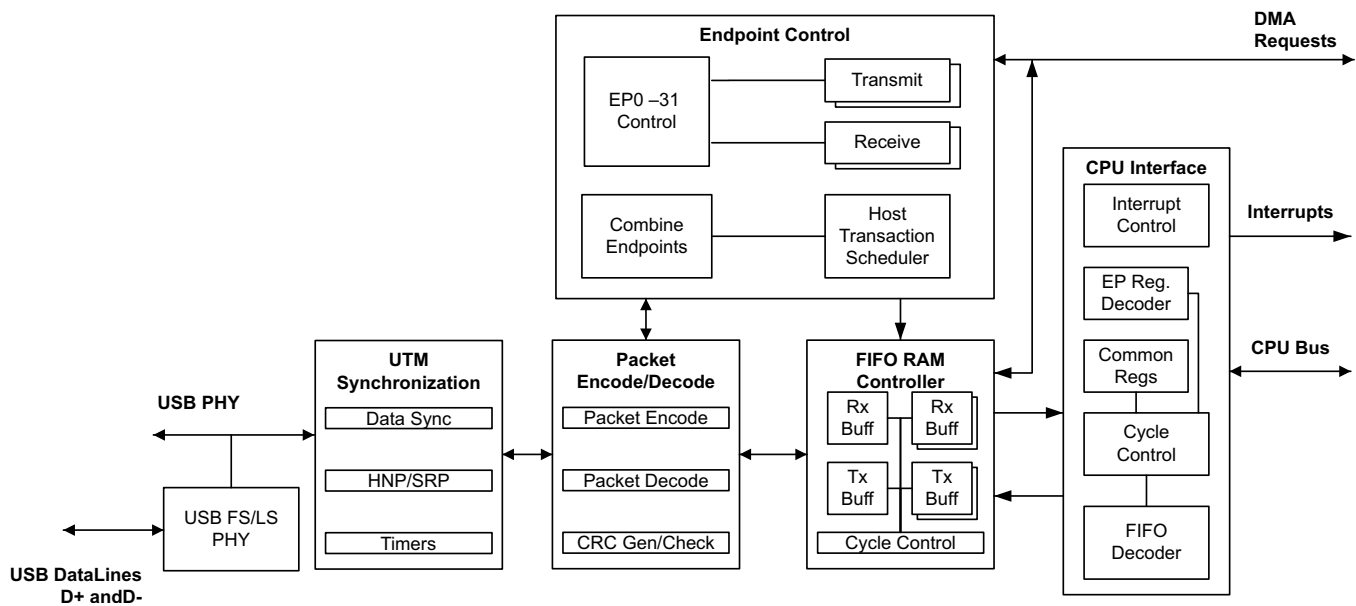 Endpoint Control
EP0 –31
Control
Transmit
Receive
Combine
Endpoints
Host
Transaction
Scheduler
DMA
Requests
CPU Interface
Interrupt
Control
EP Reg.
Decoder
Common
Regs
Cycle
Control
FIFO
Decoder
Interrupts
CPU Bus
UTM
Synchronization
Data Sync
HNP/SRP
Timers
Packet
Encode/Decode
Packet Encode
Packet Decode
CRC Gen/Check
FIFO RAM
Controller
Rx
Buff
Rx
Buff
Tx
Buff
Tx
Buff
Cycle Control
USB PHY
USB FS/LS
PHY
USB DataLines
D+ andD-